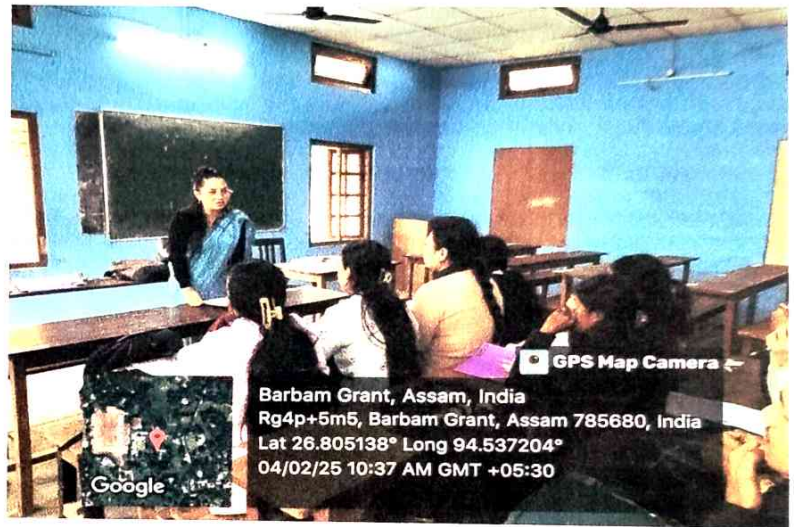 GPS Map Camera
Barbam Grant, Assam, India
Rg4p+5m5, Barbam Grant, Assam 785680, India
Lat 26.805138° Long 94.537204°
04/02/25 10:37 AM GMT +05:30
Google